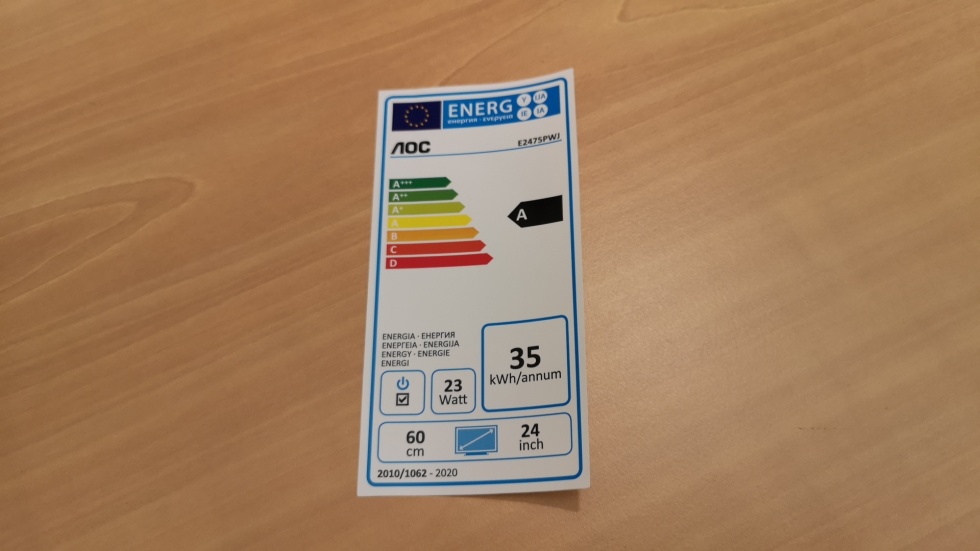 ENERG
енергия · ενεργεια
Y IJA
IE IA
AOC
E2475PWJ
A+++
A++
A+
A
B
C
D
A
ENERGIA · ЕНЕРГИЯ
ΕΝΕΡΓΕΙΑ · ENERGIJA
ENERGY · ENERGIE
ENERGI
35
kWh/annum
23
Watt
60
cm
24
inch
2010/1062 - 2020